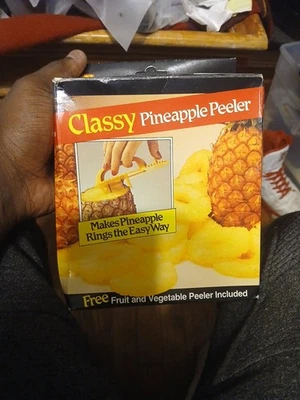 Classy Pineapple Peeler
Makes Pineapple
Rings the Easy Way
Free Fruit and Vegetable Peeler Included